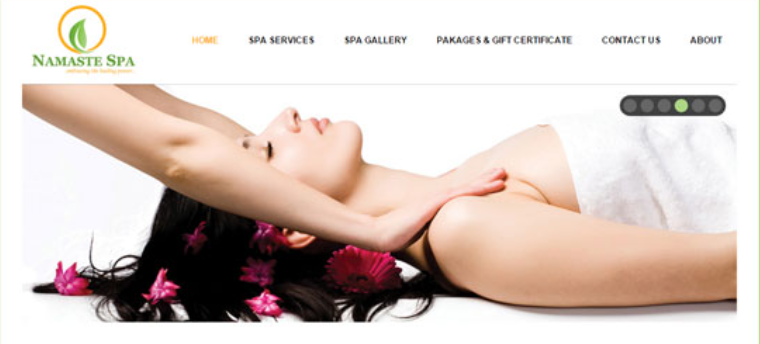 HOME SPA SERVICES SPA GALLERY PAKAGES & GIFT CERTIFICATE CONTACT US ABOUT
NAMASTE SPA
embracing the healing power